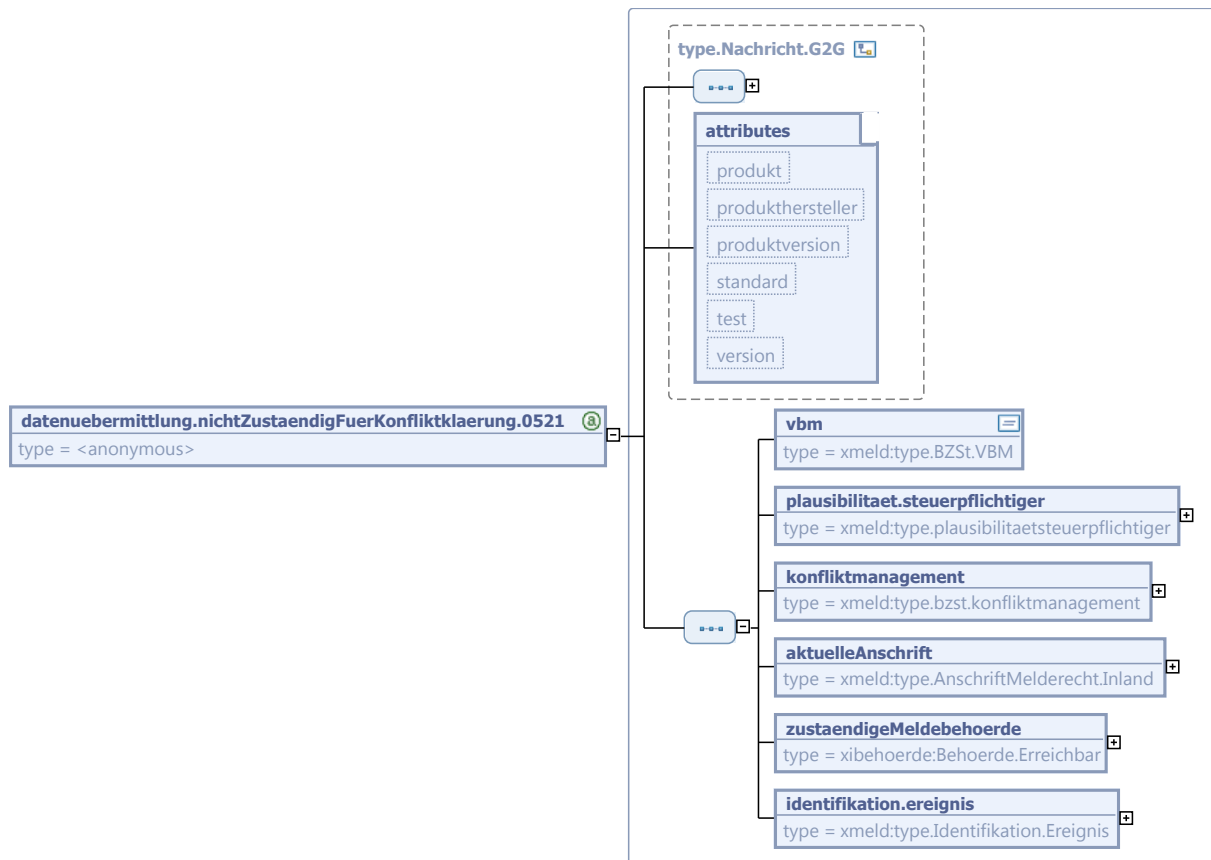 type.Nachricht.G2G
attributes
produkt
produkthersteller
produktversion
standard
test
version
datenuebermittlung.nichtZustaendigFuerKonfliktklaerung.0521
type = <anonymous>
vbm
type = xmeld:type.BZSt.VBM
plausibilitaet.steuerpflichtiger
type = xmeld:type.plausibilitaetsteuerpflichtiger
konfliktmanagement
type = xmeld:type.bzst.konfliktmanagement
aktuelleAnschrift
type = xmeld:type.AnschriftMelderecht.Inland
zustaendigeMeldebehoerde
type = xibehoerde:Behoerde.Erreichbar
identifikation.ereignis
type = xmeld:type.Identifikation.Ereignis